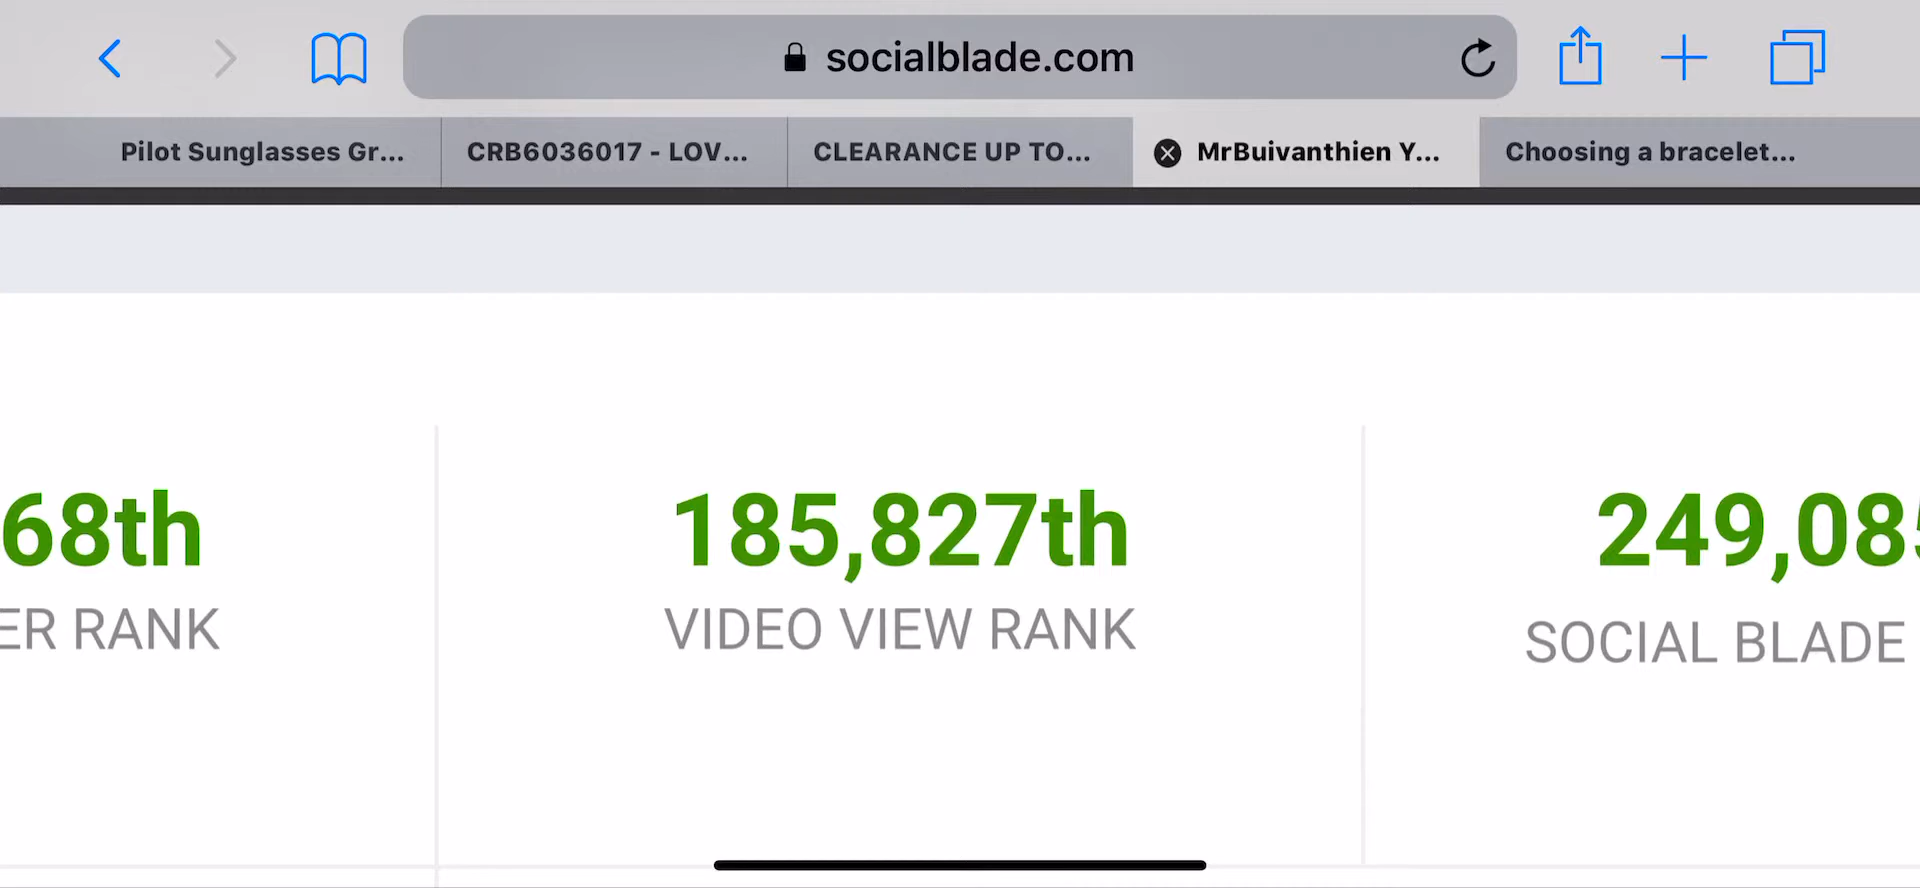 socialblade.com
Pilot Sunglasses Gr...
CRB6036017 - LOV...
CLEARANCE UP TO...
MrBuivanthien Y...
Choosing a bracelet...
68th
185,827th
249,085
ER RANK
VIDEO VIEW RANK
SOCIAL BLADE